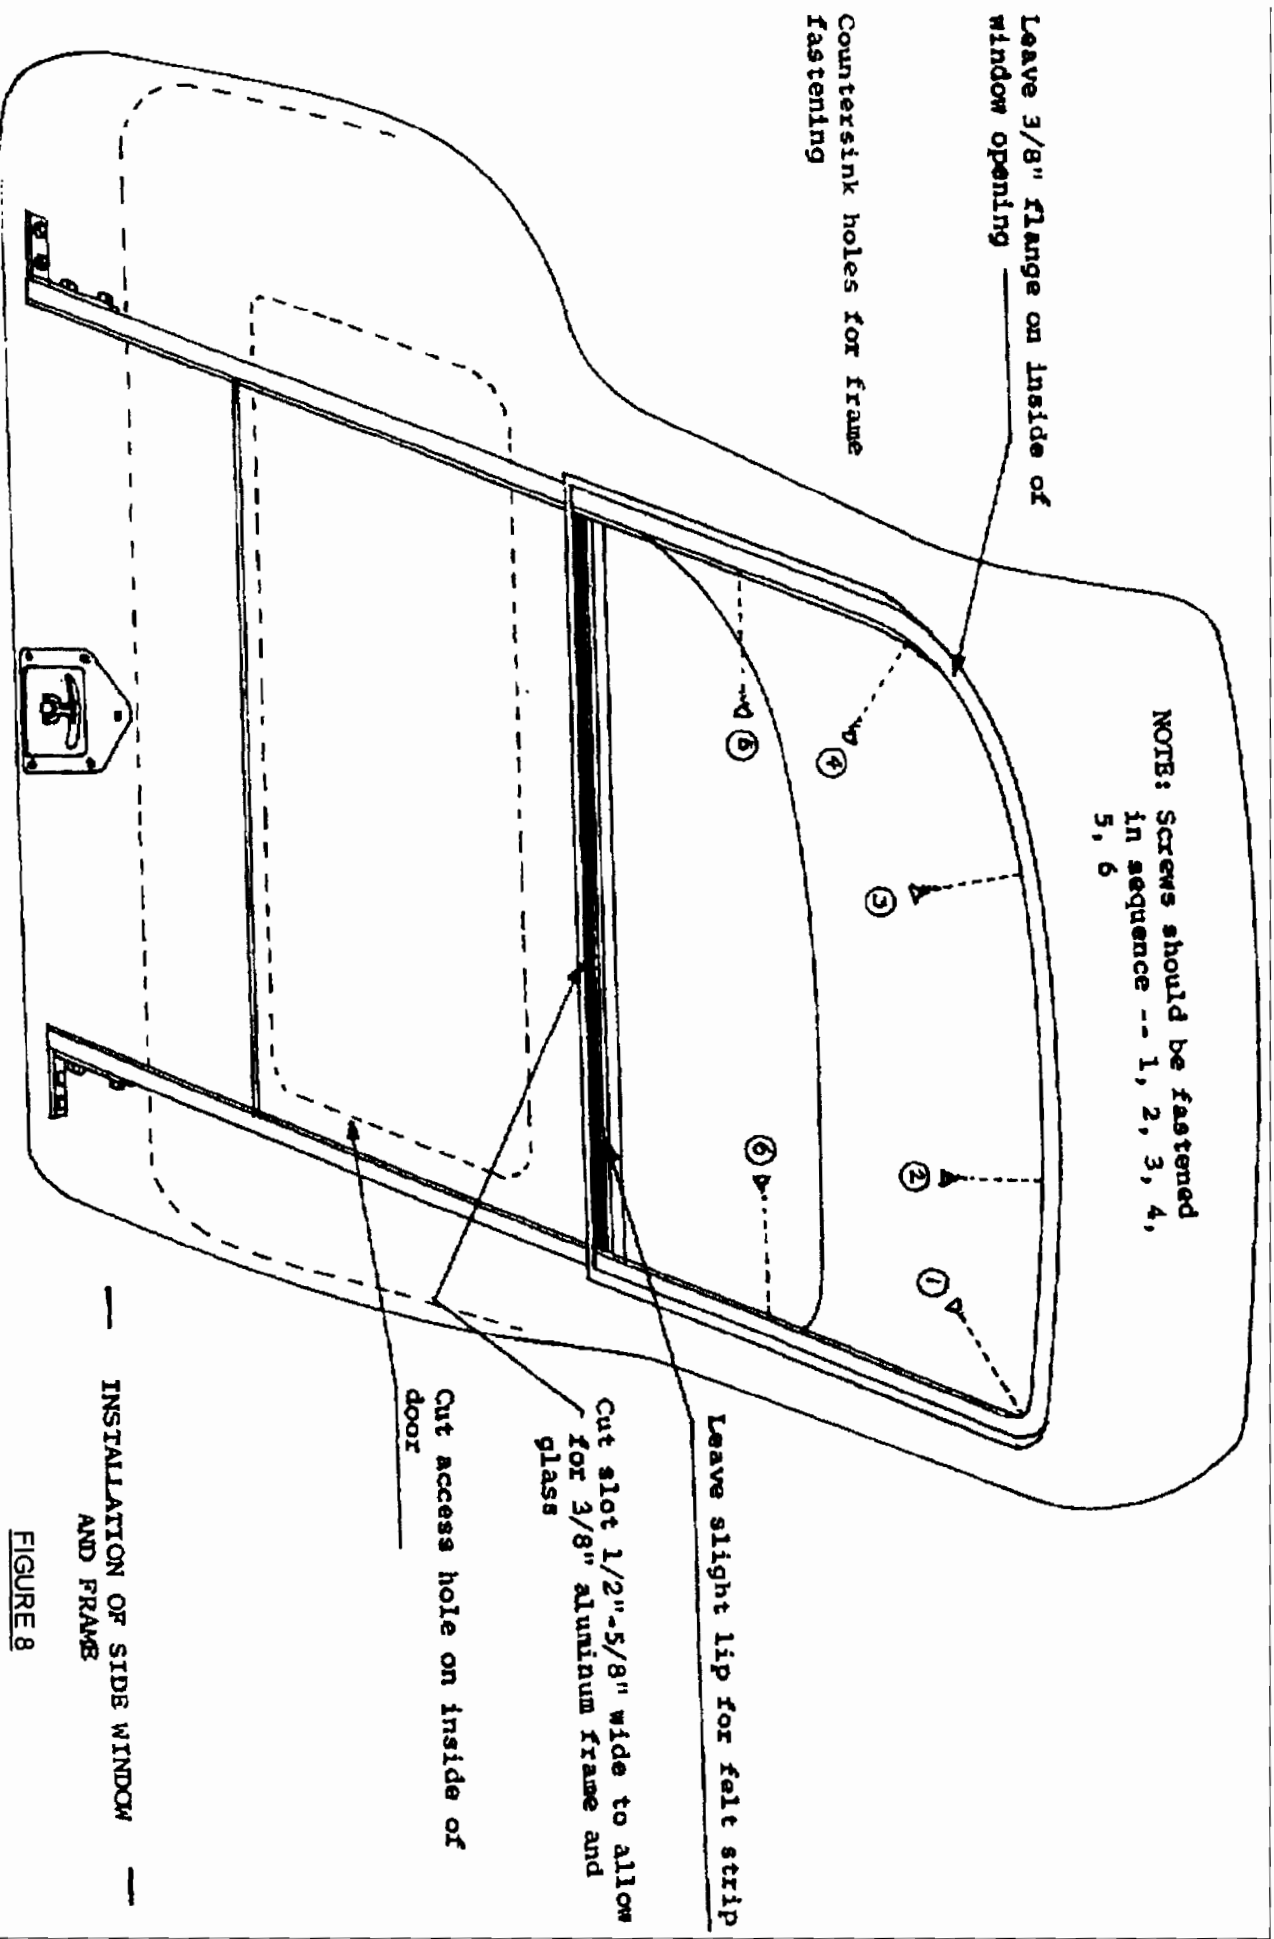 Leave 3/8" flange on inside of
window opening
Countersink holes for frame
fastening
NOTE: Screws should be fastened
in sequence -- 1, 2, 3, 4,
5, 6
5
4
3
2
6
1
Leave slight lip for felt strip
Cut slot 1/2"-5/8" wide to allow
for 3/8" aluminum frame and
glass
Cut access hole on inside of
door
INSTALLATION OF SIDE WINDOW
AND FRAME
FIGURE 8